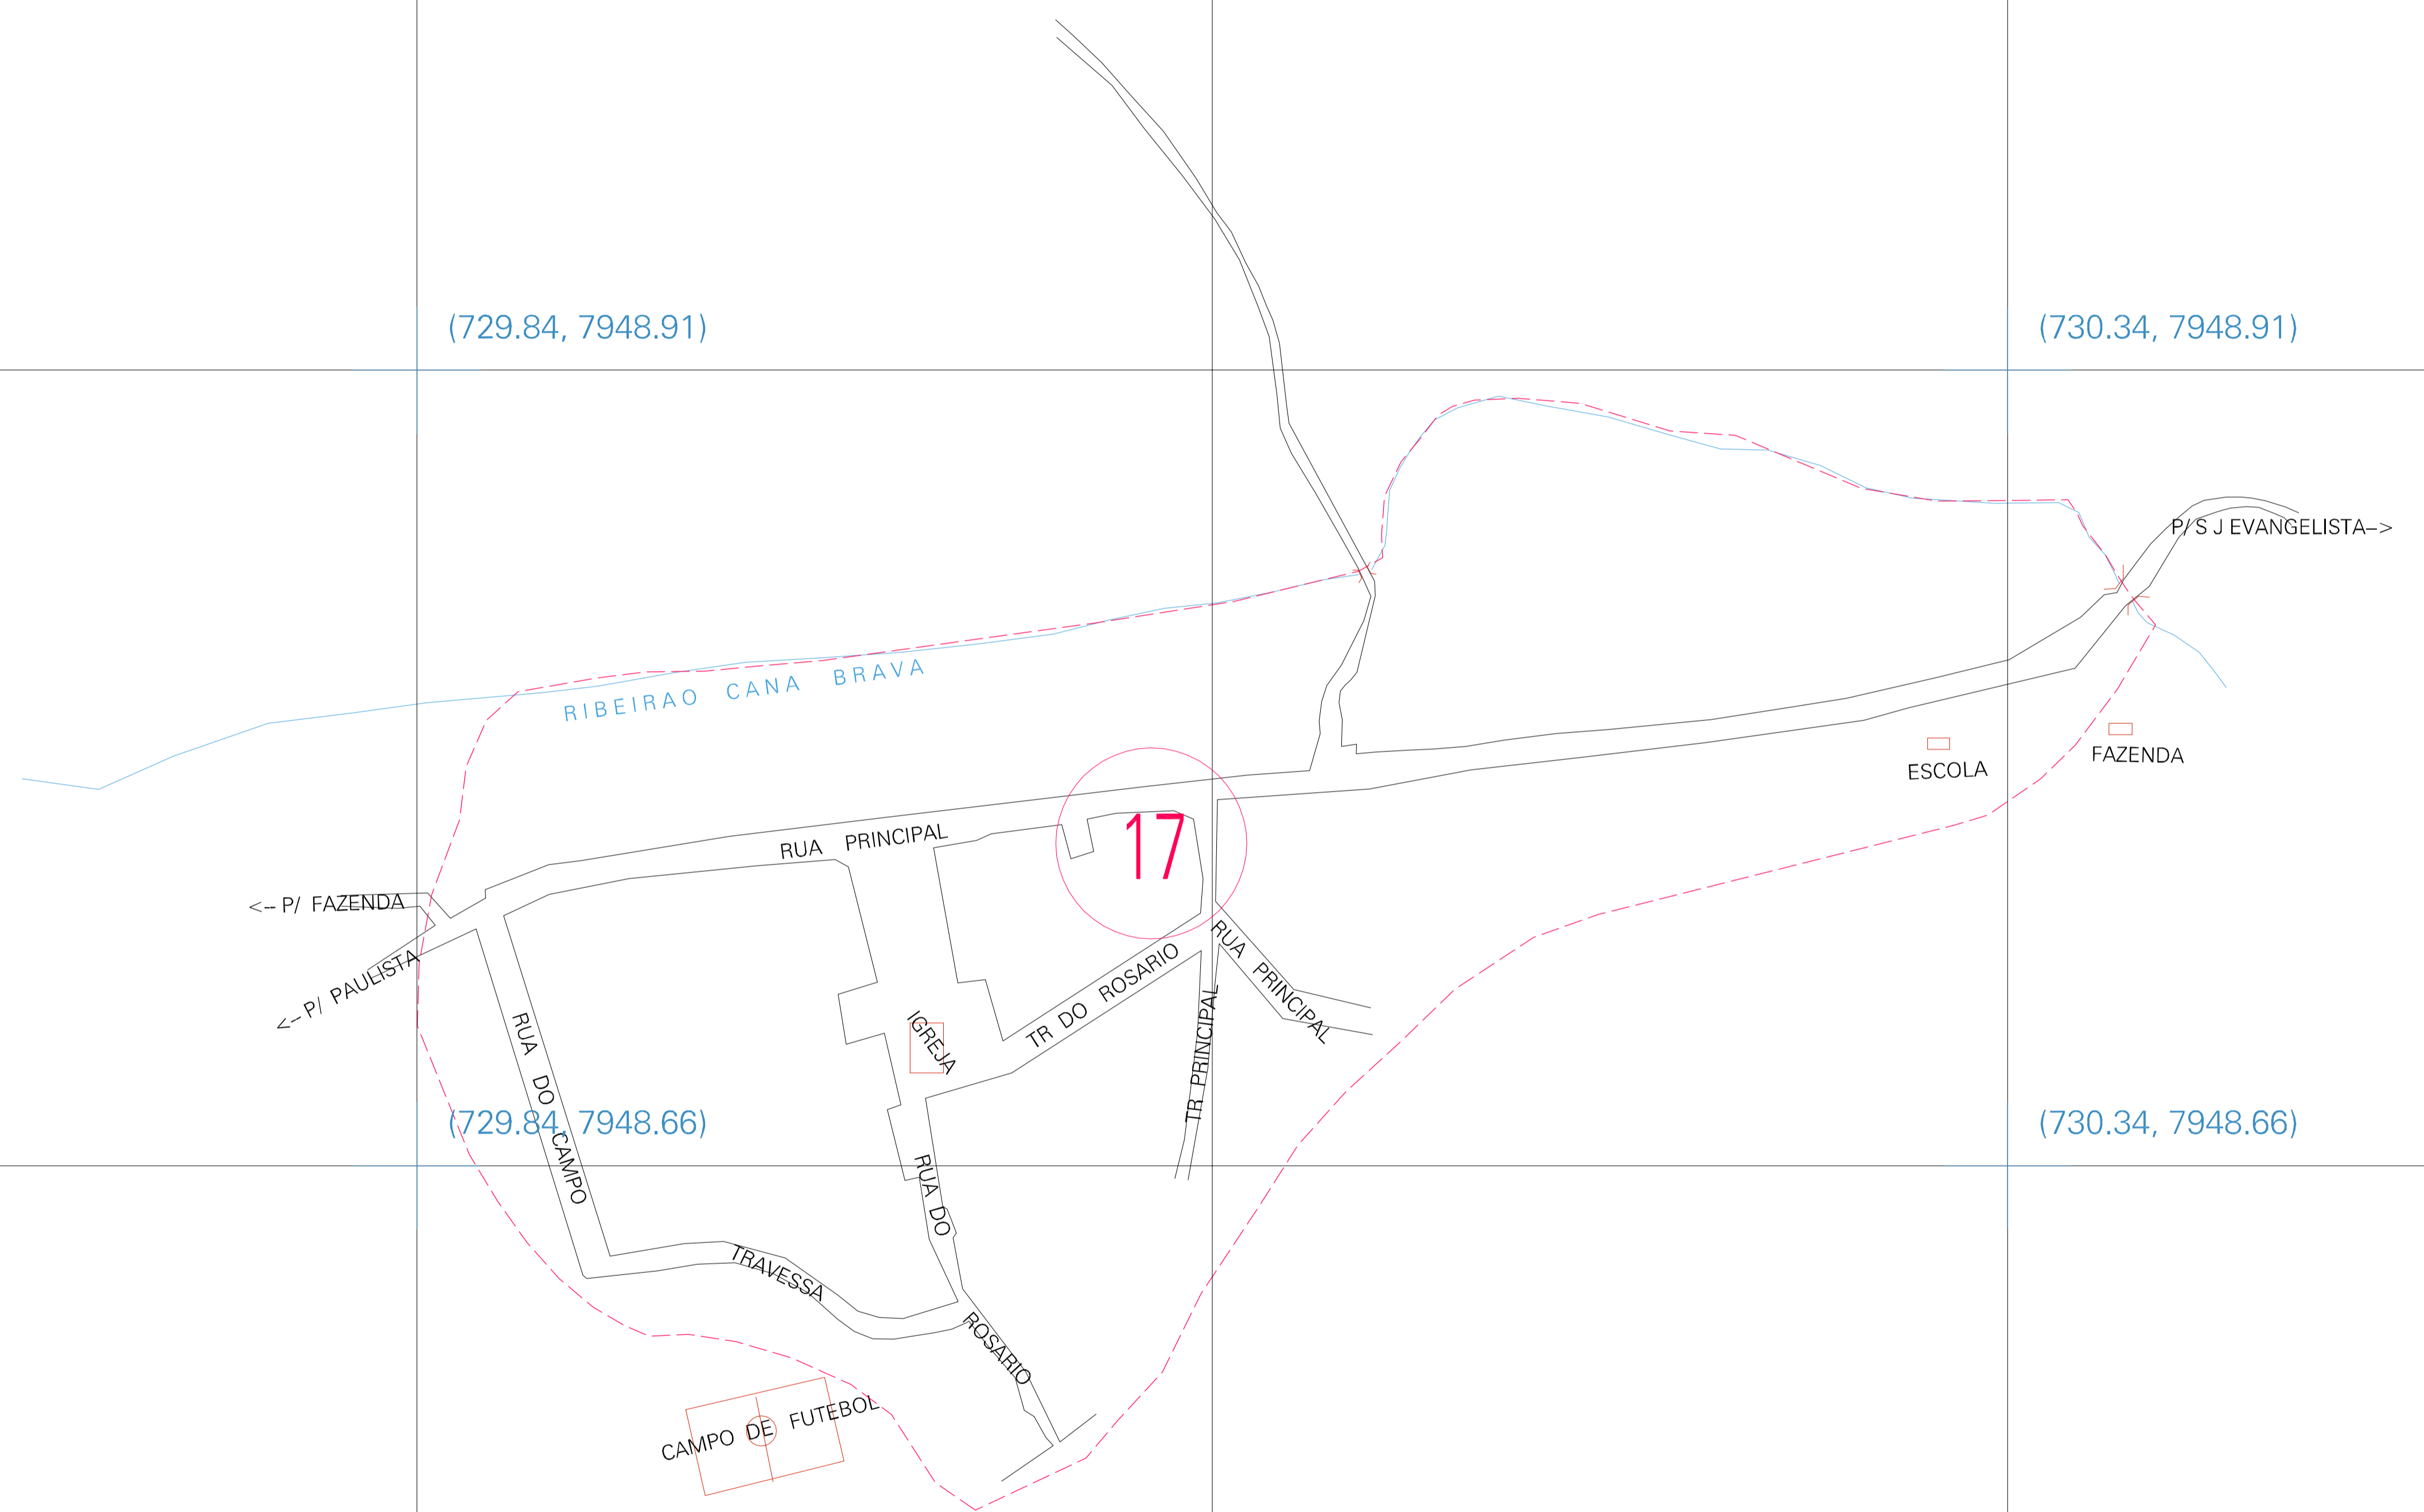 (729.84, 7948.91)
(730.34, 7948.91)
P/ S J EVANGELISTA-->
RIBEIRAO CANA BRAVA
FAZENDA
ESCOLA
17
RUA PRINCIPAL
<-- P/ FAZENDA
<-- P/ PAULISTA
RUA PRINCIPAL
TR DO ROSARIO
TR PRINCIPAL
IGREJA
RUA DO CAMPO
(729.84, 7948.66)
(730.34, 7948.66)
RUA DO ROSARIO
TRAVESSA
CAMPO DE FUTEBOL